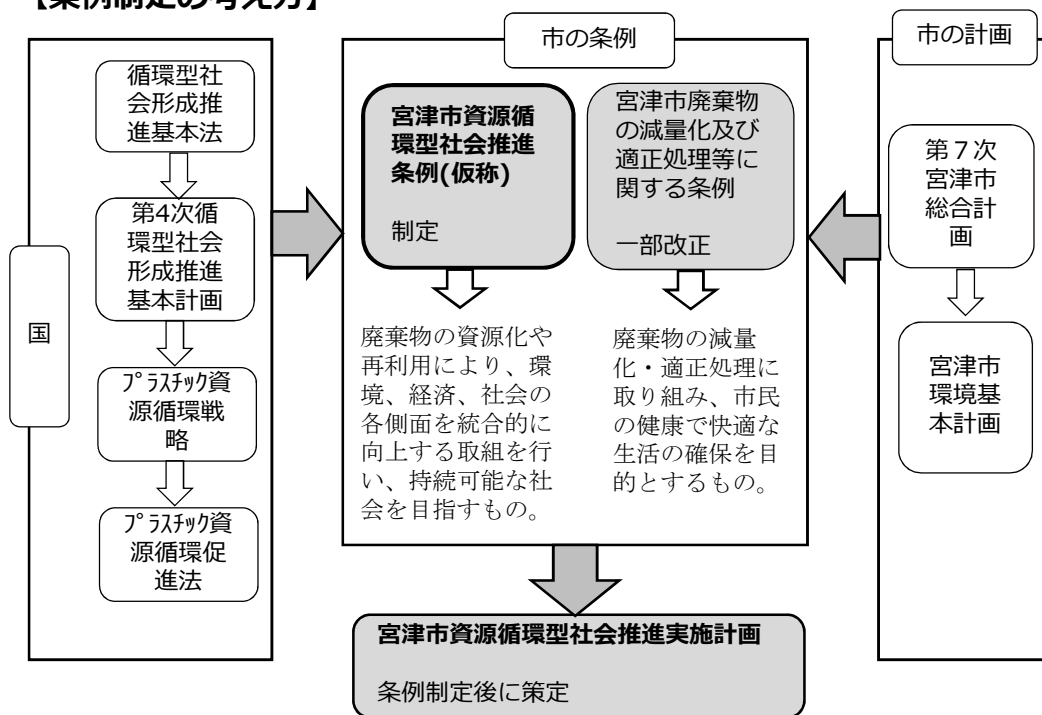 【条例制定の考え方】
国
循環型社
会形成推
進基本法
第4次循
環型社会
形成推進
基本計画
ﾌﾟﾗｽﾁｯｸ資
源循環戦
略
ﾌﾟﾗｽﾁｯｸ資
源循環促
進法
市の条例
宮津市資源循
環型社会推進
条例(仮称)
制定
廃棄物の資源化や
再利用により、環
境、経済、社会の
各側面を統合的に
向上する取組を行
い、持続可能な社
会を目指すもの。
宮津市廃棄物
の減量化及び
適正処理等に
関する条例
一部改正
廃棄物の減量
化・適正処理に
取り組み、市民
の健康で快適な
生活の確保を目
的とするもの。
市の計画
第７次
宮津市
総合計
画
宮津市
環境基
本計画
宮津市資源循環型社会推進実施計画
条例制定後に策定